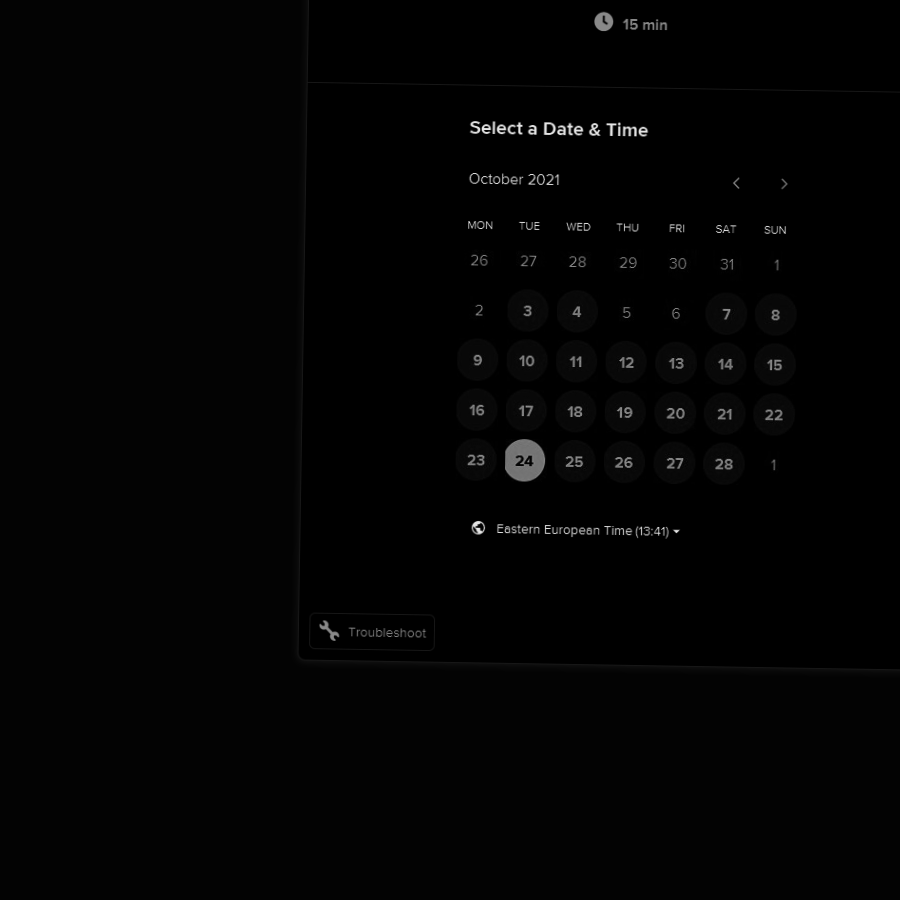 15 min
Select a Date & Time
October 2021
MON TUE WED THU FRI SAT SUN
26 27 28 29 30 31 1
2 3 4 5 6 7 8
9 10 11 12 13 14 15
16 17 18 19 20 21 22
23 24 25 26 27 28 1
Eastern European Time (13:41)
Troubleshoot